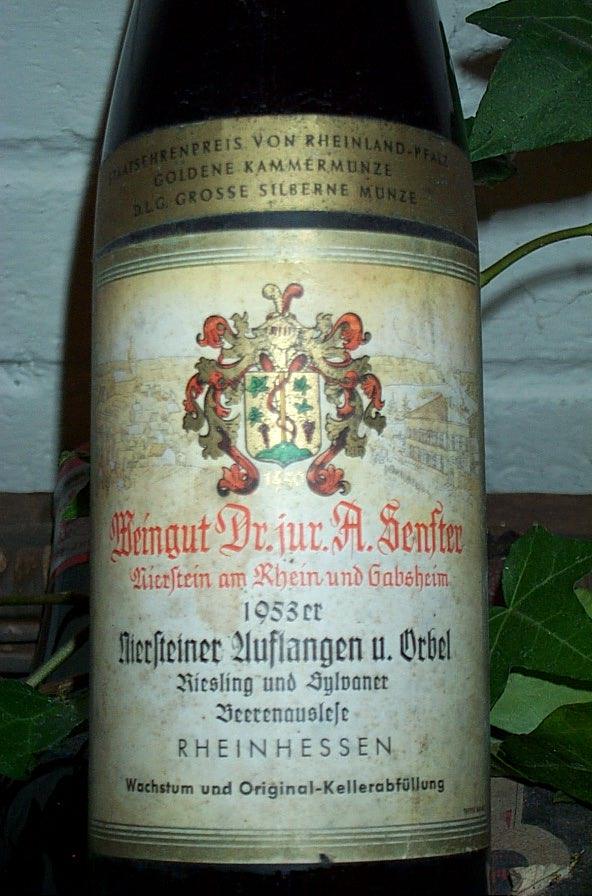 STAATSEHRENPREIS VON RHEINLAND-PFALZ
GOLDENE KAMMERMÜNZE
D.L.G. GROSSE SILBERNE MÜNZE
Weingut Dr. jur. A. Senfter
Nierstein am Rhein und Gabsheim
1953er
Niersteiner Auflangen u. Orbel
Riesling und Sylvaner
Beerenauslese
RHEINHESSEN
Wachstum und Original-Kellerabfüllung